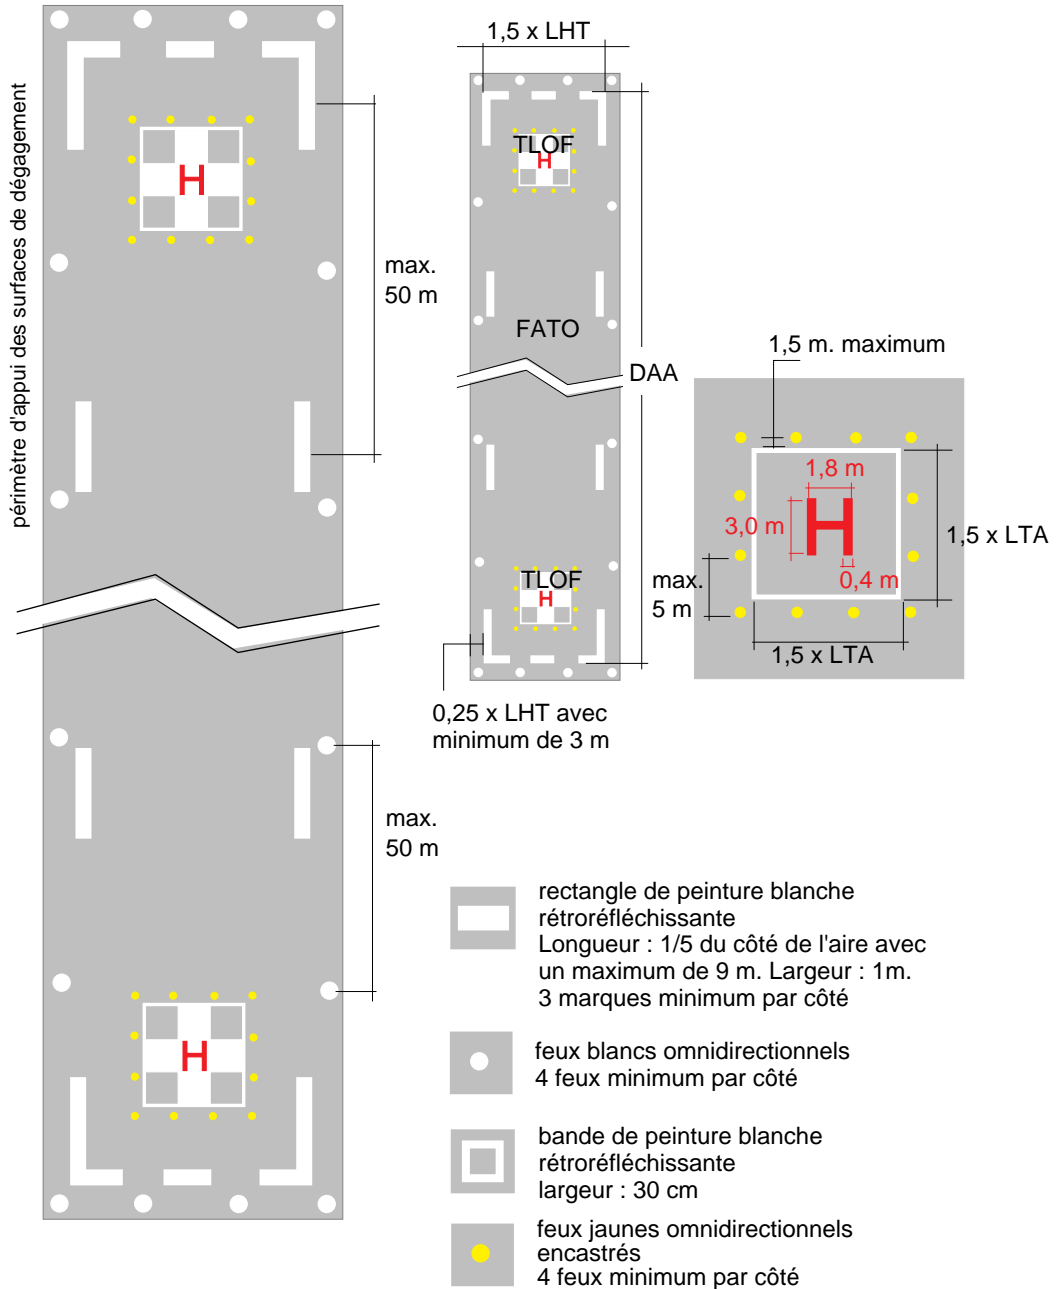 périmètre d'appui des surfaces de dégagement
H
max.
50 m
max.
50 m
H
1,5 x LHT
TLOF
H
FATO
DAA
TLOF
H
0,25 x LHT avec
minimum de 3 m
1,5 m. maximum
1,8 m
3,0 m
H
0,4 m
1,5 x LTA
max.
5 m
1,5 x LTA
rectangle de peinture blanche
rétroréfléchissante
Longueur : 1/5 du côté de l'aire avec
un maximum de 9 m. Largeur : 1m.
3 marques minimum par côté
feux blancs omnidirectionnels
4 feux minimum par côté
bande de peinture blanche
rétroréfléchissante
largeur : 30 cm
feux jaunes omnidirectionnels
encastrés
4 feux minimum par côté